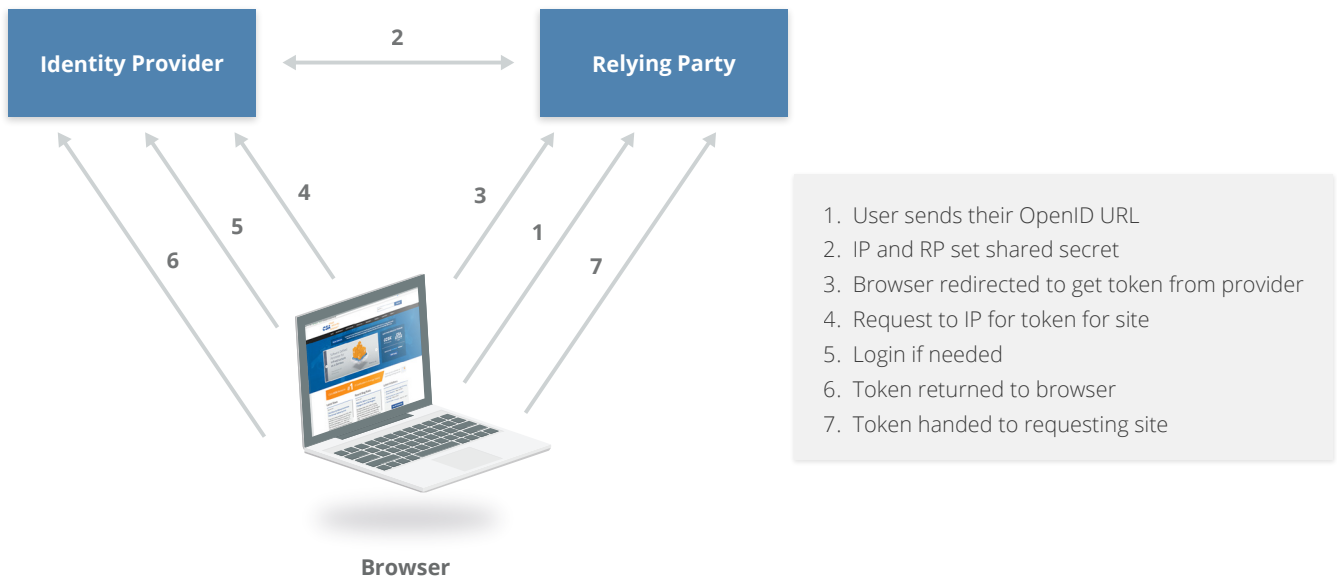 2
Identity Provider
Relying Party
4
3
5
1
6
7
1. User sends their OpenID URL
2. IP and RP set shared secret
3. Browser redirected to get token from provider
4. Request to IP for token for site
5. Login if needed
6. Token returned to browser
7. Token handed to requesting site
Browser